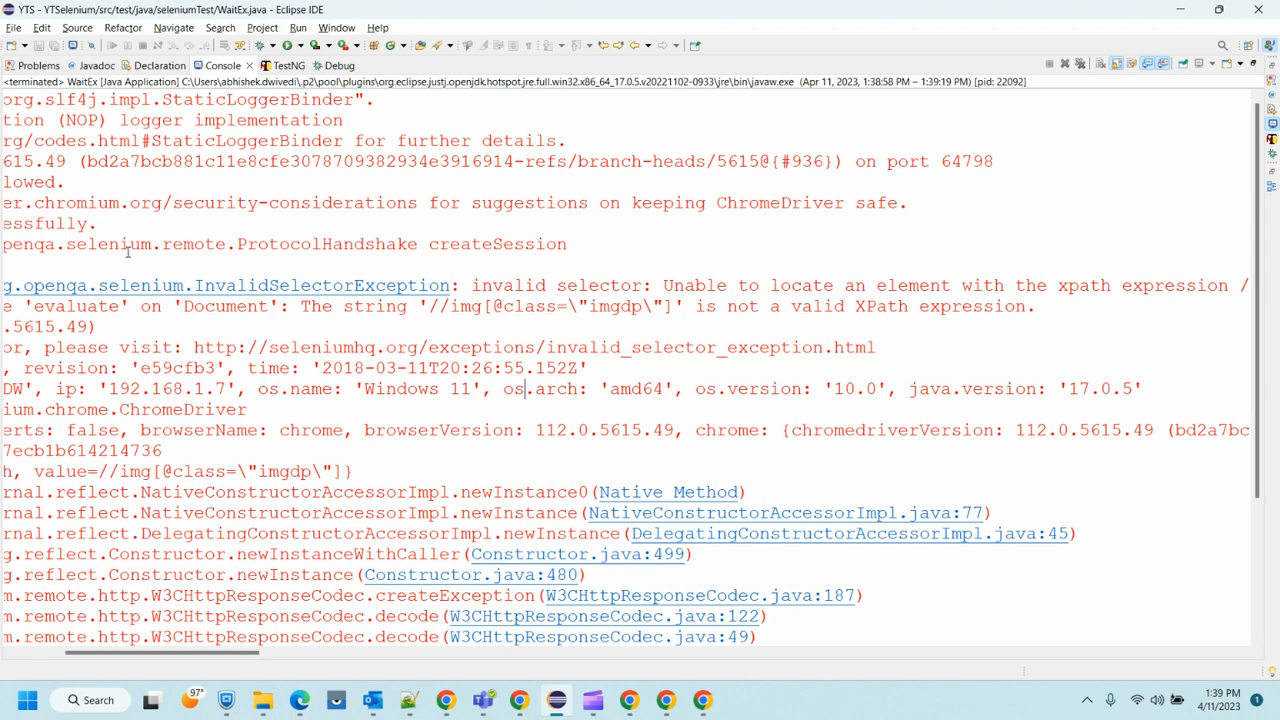 YTS - YTSelenium/src/test/java/seleniumTest/WaitEx.java - Eclipse IDE
File Edit Source Refactor Navigate Search Project Run Window Help
Problems Javadoc Declaration Console TestNG Debug
<terminated> WaitEx [Java Application] C:\Users\abhishek.dwivedi\.p2\pool\plugins\org.eclipse.justj.openjdk.hotspot.jre.full.win32.x86_64_17.0.5.v20221102-0933\jre\bin\javaw.exe (Apr 11, 2023, 1:38:58 PM - 1:39:19 PM) [pid: 22092]
org.slf4j.impl.StaticLoggerBinder".
tion (NOP) logger implementation
rg/codes.html#StaticLoggerBinder for further details.
615.49 (bd2a7bcb881c11e8cfe3078709382934e3916914-refs/branch-heads/5615@{#936}) on port 64798
lowed.
er.chromium.org/security-considerations for suggestions on keeping ChromeDriver safe.
essfully.
penqa.selenium.remote.ProtocolHandshake createSession
g.openqa.selenium.InvalidSelectorException: invalid selector: Unable to locate an element with the xpath expression /
e 'evaluate' on 'Document': The string '//img[@class=\"imgdp\"]' is not a valid XPath expression.
.5615.49)
or, please visit: http://seleniumhq.org/exceptions/invalid_selector_exception.html
, revision: 'e59cfb3', time: '2018-03-11T20:26:55.152Z'
DW', ip: '192.168.1.7', os.name: 'Windows 11', os.arch: 'amd64', os.version: '10.0', java.version: '17.0.5'
ium.chrome.ChromeDriver
erts: false, browserName: chrome, browserVersion: 112.0.5615.49, chrome: {chromedriverVersion: 112.0.5615.49 (bd2a7bc
7ecb1b614214736
h, value=//img[@class=\"imgdp\"]}
rnal.reflect.NativeConstructorAccessorImpl.newInstance0(Native Method)
rnal.reflect.NativeConstructorAccessorImpl.newInstance(NativeConstructorAccessorImpl.java:77)
rnal.reflect.DelegatingConstructorAccessorImpl.newInstance(DelegatingConstructorAccessorImpl.java:45)
g.reflect.Constructor.newInstanceWithCaller(Constructor.java:499)
g.reflect.Constructor.newInstance(Constructor.java:480)
m.remote.http.W3CHttpResponseCodec.createException(W3CHttpResponseCodec.java:187)
m.remote.http.W3CHttpResponseCodec.decode(W3CHttpResponseCodec.java:122)
m.remote.http.W3CHttpResponseCodec.decode(W3CHttpResponseCodec.java:49)
Search
97°
1:39 PM
4/11/2023
1